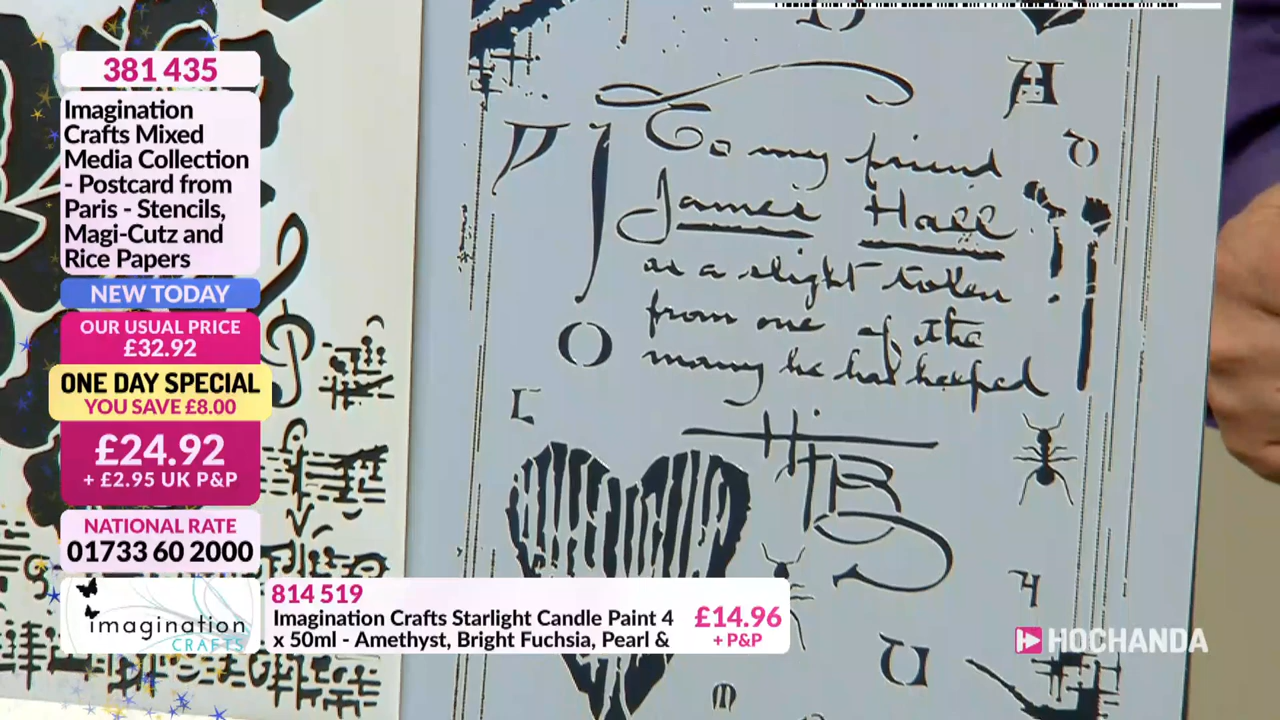 381 435
Imagination
Crafts Mixed
Media Collection
- Postcard from
Paris - Stencils,
Magi-Cutz and
Rice Papers
NEW TODAY
OUR USUAL PRICE
£32.92
ONE DAY SPECIAL
YOU SAVE £8.00
£24.92
+ £2.95 UK P&P
NATIONAL RATE
01733 60 2000
imagination
CRAFTS
814 519
Imagination Crafts Starlight Candle Paint 4
x 50ml - Amethyst, Bright Fuchsia, Pearl &
£14.96
+ P&P
HOCHANDA
To my friend
James Hall
as a slight token
from one of the
many he has helped
A
O
U